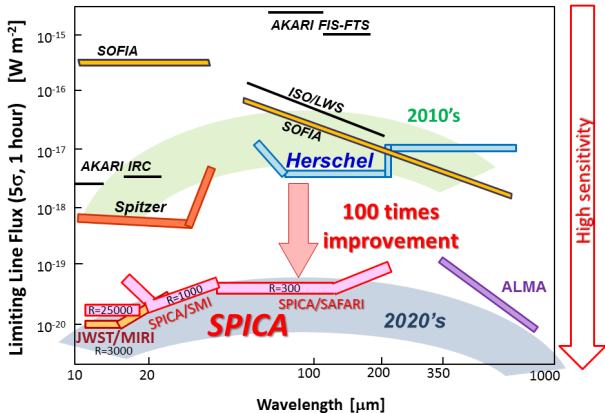 Limiting Line Flux (5σ, 1 hour) [W m-2]
10-15
10-16
10-17
10-18
10-19
10-20
AKARI FIS-FTS
SOFIA
ISO/LWS
SOFIA
2010's
AKARI IRC
Herschel
Spitzer
100 times
improvement
High sensitivity
R=1000
R=300
R=25000
SPICA/SMI
SPICA/SAFARI
ALMA
SPICA
JWST/MIRI
R=3000
2020's
10
20
100
200
350
1000
Wavelength [μm]